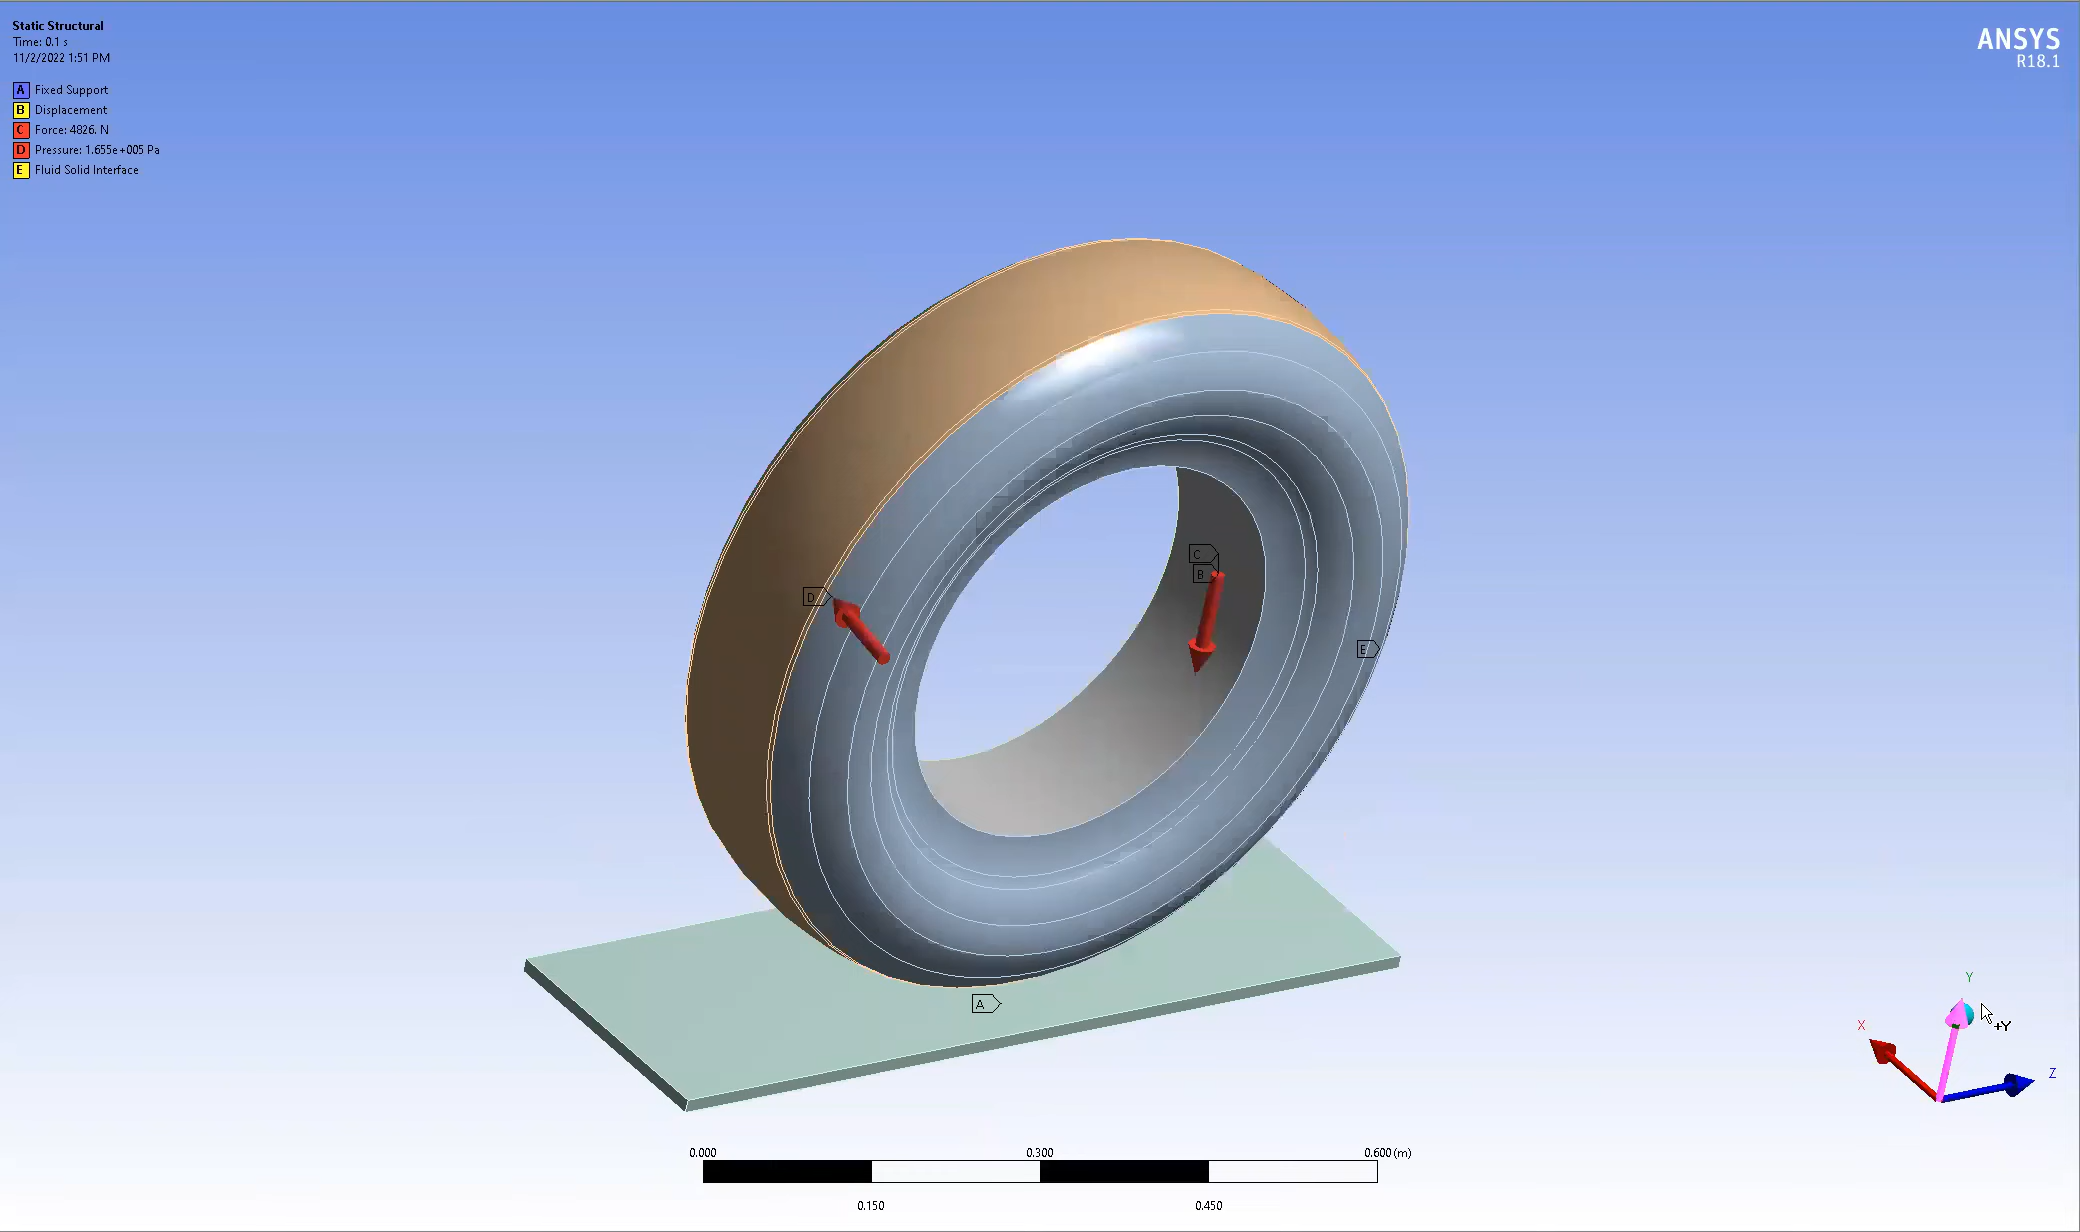 Static Structural
Time: 0.1 s
11/2/2022 1:51 PM
A Fixed Support
B Displacement
C Force: 4826. N
D Pressure: 1.655e+005 Pa
E Fluid Solid Interface
ANSYS
R18.1
C
B
D
E
A
Y
X
+Y
Z
0.000 0.300 0.600 (m)
0.150 0.450